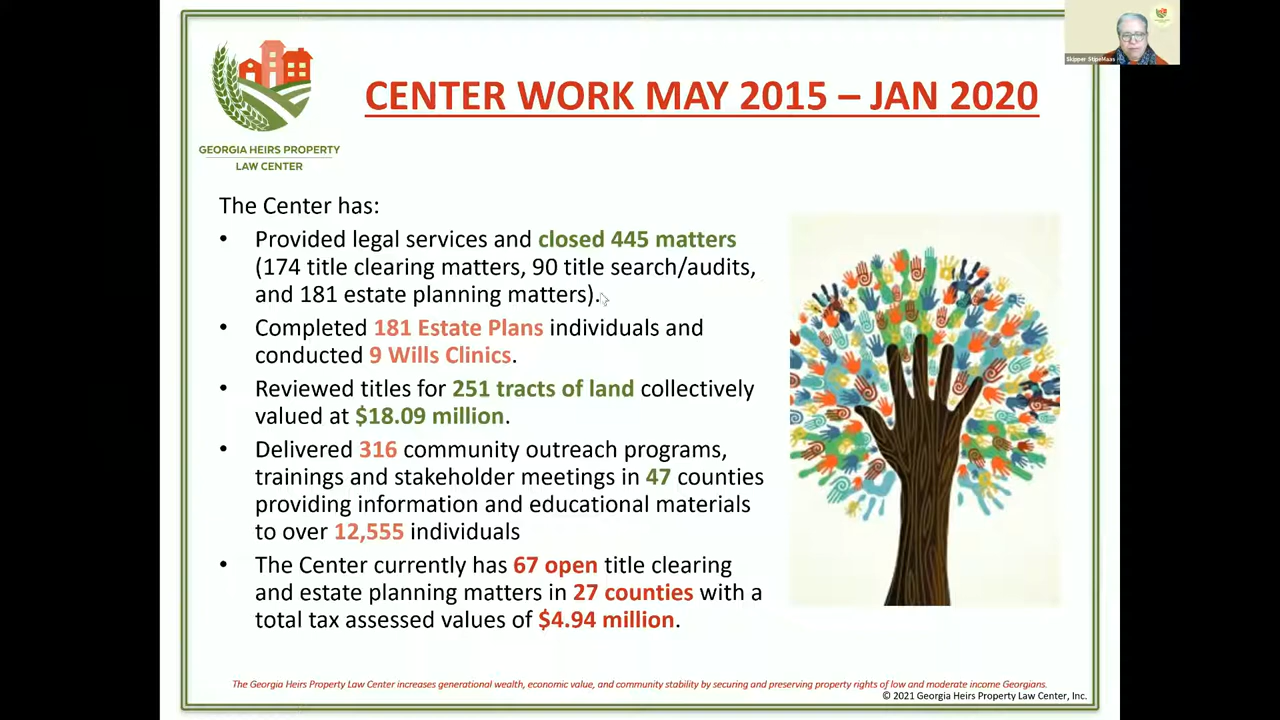 Skipper StipeMaas
CENTER WORK MAY 2015 – JAN 2020
GEORGIA HEIRS PROPERTY
LAW CENTER
The Center has:
• Provided legal services and closed 445 matters
(174 title clearing matters, 90 title search/audits,
and 181 estate planning matters).
• Completed 181 Estate Plans individuals and
conducted 9 Wills Clinics.
• Reviewed titles for 251 tracts of land collectively
valued at $18.09 million.
• Delivered 316 community outreach programs,
trainings and stakeholder meetings in 47 counties
providing information and educational materials
to over 12,555 individuals
• The Center currently has 67 open title clearing
and estate planning matters in 27 counties with a
total tax assessed values of $4.94 million.
The Georgia Heirs Property Law Center increases generational wealth, economic value, and community stability by securing and preserving property rights of low and moderate income Georgians.
© 2021 Georgia Heirs Property Law Center, Inc.